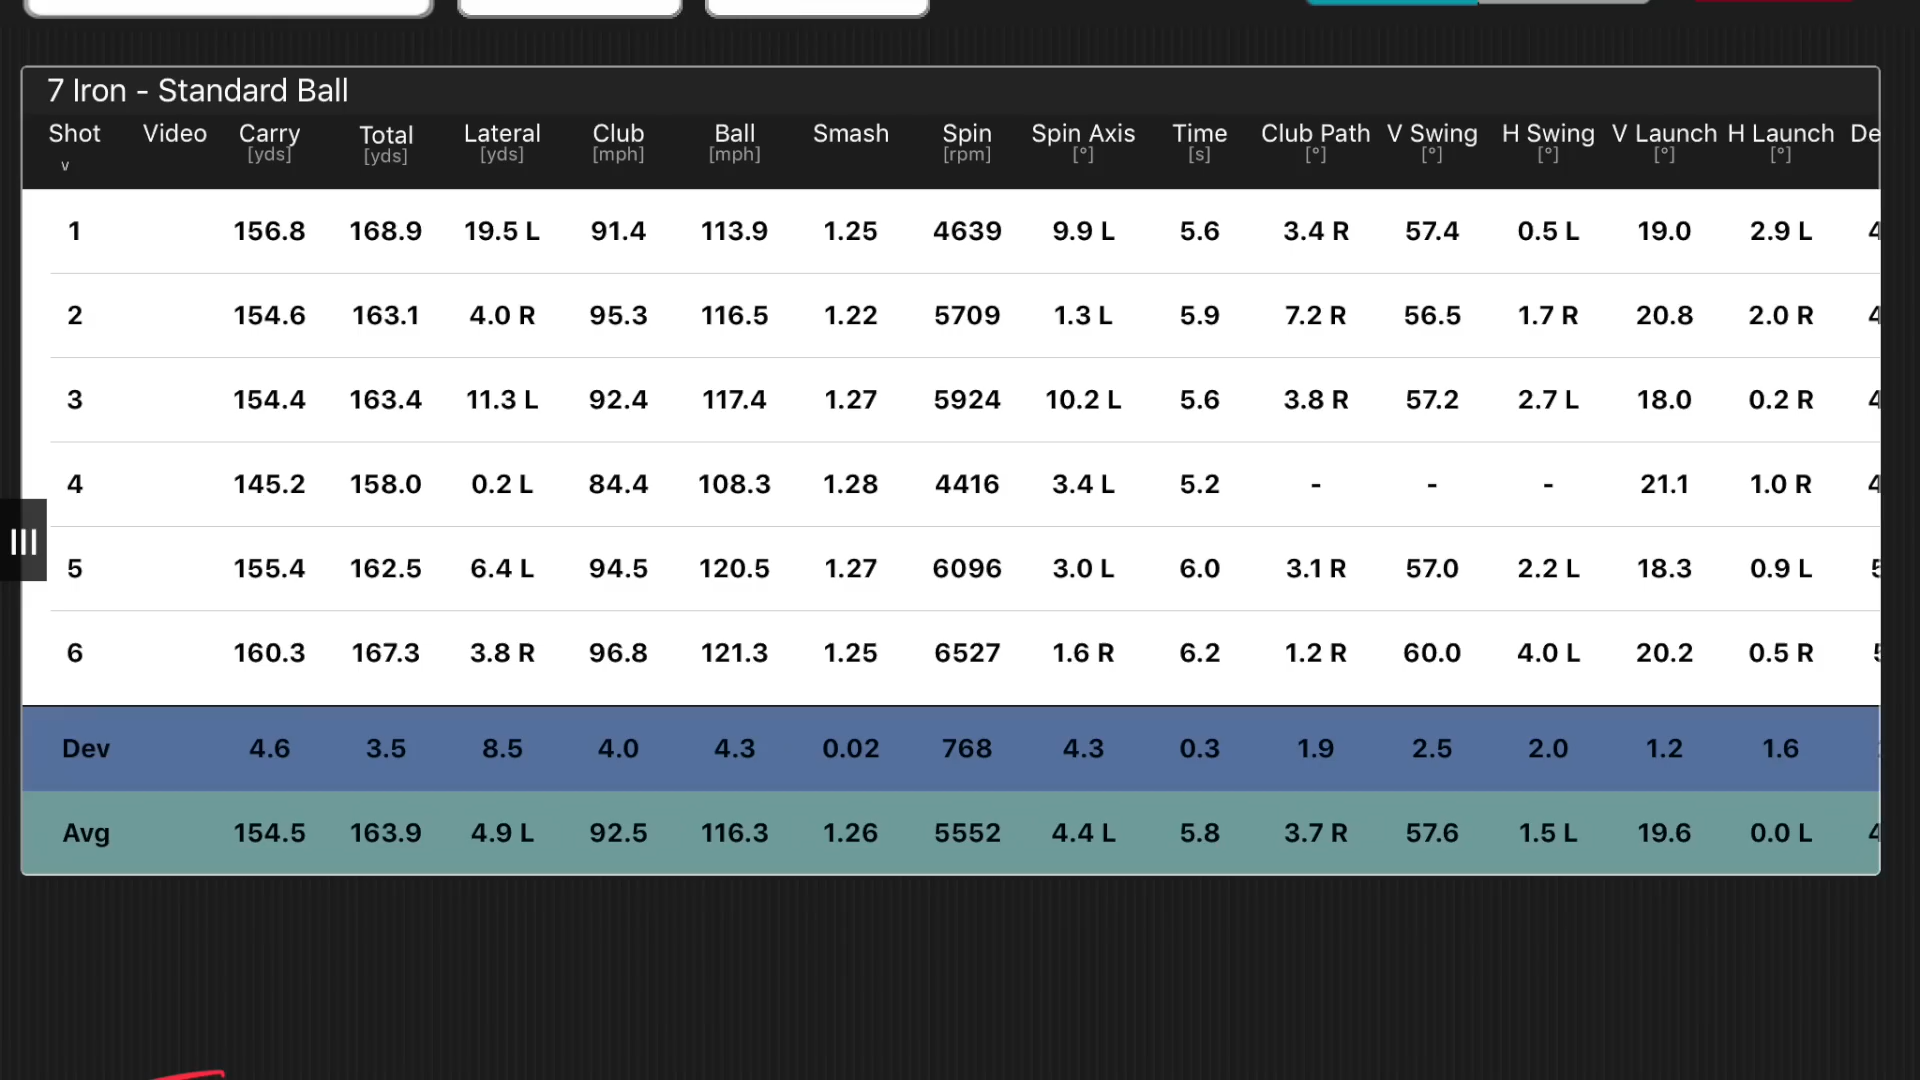 7 Iron - Standard Ball
Shot Video Carry Total Lateral Club Ball Smash Spin Spin Axis Time Club Path V Swing H Swing V Launch H Launch
v [yds] [yds] [yds] [mph] [mph] [rpm] [°] [s] [°] [°] [°] [°] [°]
1 156.8 168.9 19.5 L 91.4 113.9 1.25 4639 9.9 L 5.6 3.4 R 57.4 0.5 L 19.0 2.9 L
2 154.6 163.1 4.0 R 95.3 116.5 1.22 5709 1.3 L 5.9 7.2 R 56.5 1.7 R 20.8 2.0 R
3 154.4 163.4 11.3 L 92.4 117.4 1.27 5924 10.2 L 5.6 3.8 R 57.2 2.7 L 18.0 0.2 R
4 145.2 158.0 0.2 L 84.4 108.3 1.28 4416 3.4 L 5.2 - - - 21.1 1.0 R
5 155.4 162.5 6.4 L 94.5 120.5 1.27 6096 3.0 L 6.0 3.1 R 57.0 2.2 L 18.3 0.9 L
6 160.3 167.3 3.8 R 96.8 121.3 1.25 6527 1.6 R 6.2 1.2 R 60.0 4.0 L 20.2 0.5 R
Dev 4.6 3.5 8.5 4.0 4.3 0.02 768 4.3 0.3 1.9 2.5 2.0 1.2 1.6
Avg 154.5 163.9 4.9 L 92.5 116.3 1.26 5552 4.4 L 5.8 3.7 R 57.6 1.5 L 19.6 0.0 L